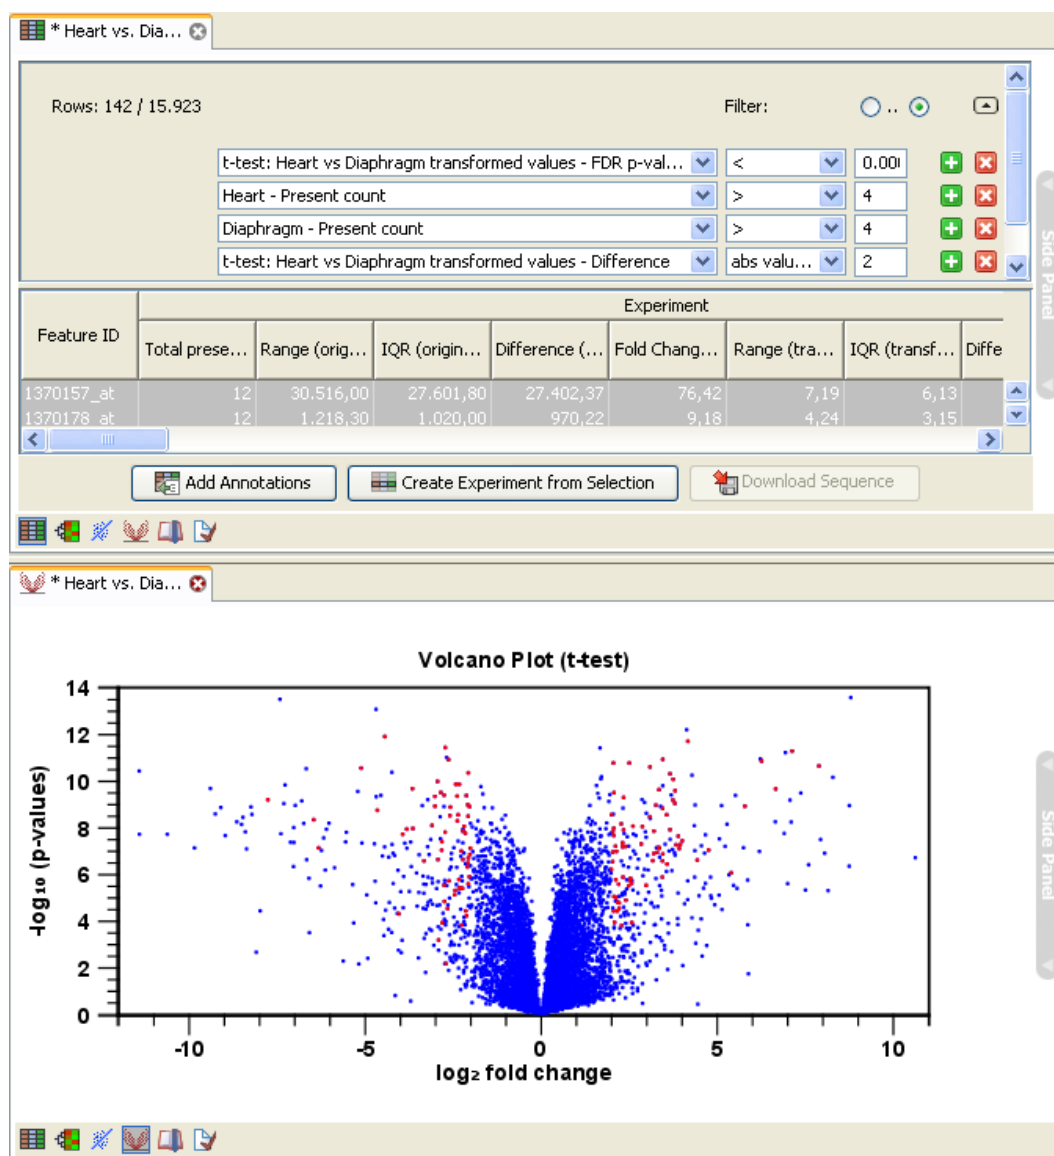 * Heart vs. Dia...
Rows: 142 / 15.923 Filter: ..
t-test: Heart vs Diaphragm transformed values - FDR p-val... < 0.00
Heart - Present count > 4
Diaphragm - Present count > 4
t-test: Heart vs Diaphragm transformed values - Difference abs valu... 2
Side Panel
Experiment
Feature ID Total prese... Range (orig... IQR (origin... Difference (... Fold Chang... Range (tra... IQR (transf... Diffe
1370157_at 12 30.516,00 27.601,80 27.402,37 76,42 7,19 6,13
1370178_at 12 1.218,30 1.020,00 970,22 9,18 4,24 3,15
Add Annotations Create Experiment from Selection Download Sequence
* Heart vs. Dia...
Volcano Plot (t-test)
14
12
10
8
6
4
2
0
-log₁₀ (p-values)
-10 -5 0 5 10
log₂ fold change
Side Panel